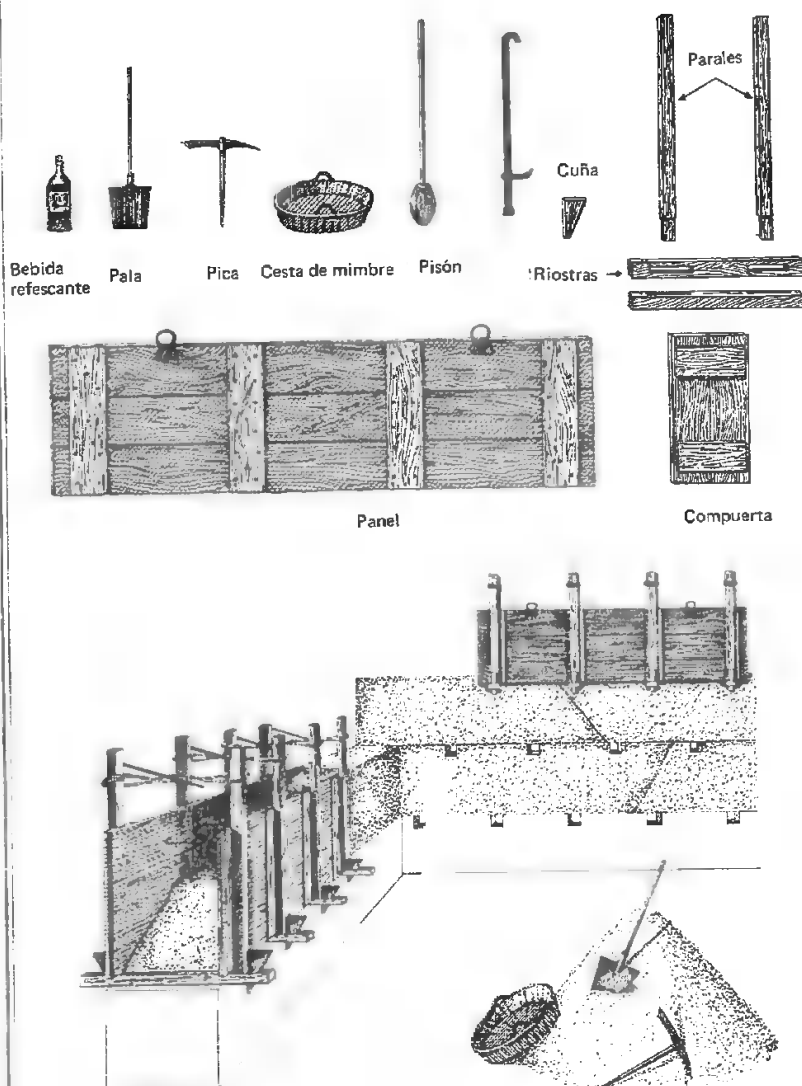 Parales
Cuña
Bebida
refescante
Pala
Pica
Cesta de mimbre
Pisón
Riostras
Panel
Compuerta